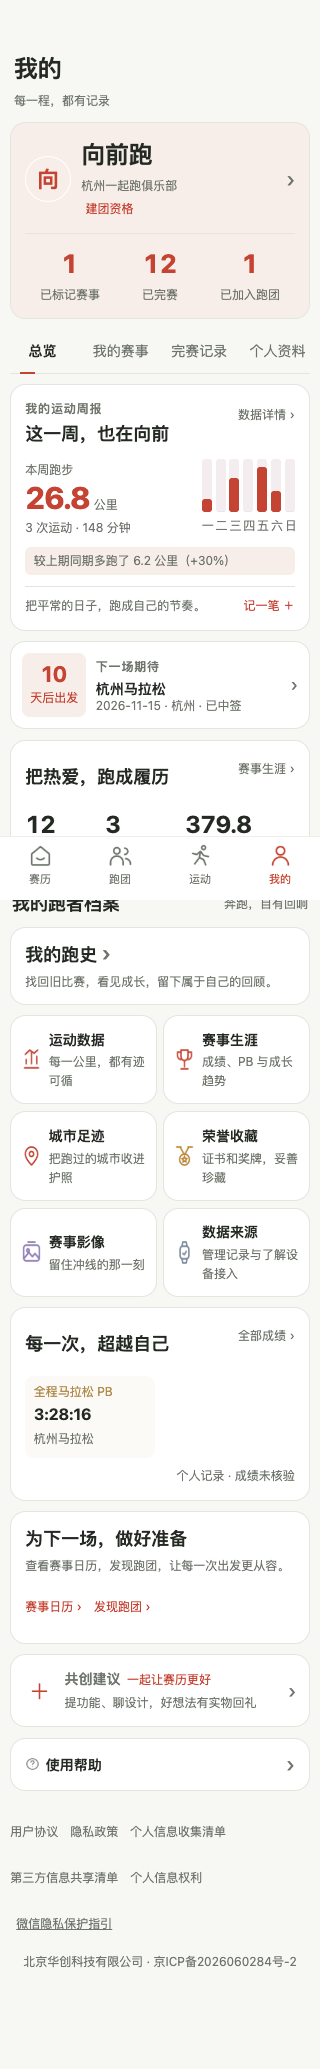 我的
每一程，都有记录
向
向前跑
杭州一起跑俱乐部
建团资格
1
12
1
已标记赛事
已完赛
已加入跑团
总览
我的赛事
完赛记录
个人资料
我的运动周报
数据详情 ›
这一周，也在向前
本周跑步
26.8 公里
3 次运动 · 148 分钟
一二三四五六日
较上期同期多跑了 6.2 公里（+30%）
把平常的日子，跑成自己的节奏。
记一笔 ＋
10
天后出发
下一场期待
杭州马拉松
2026-11-15 · 杭州 · 已中签
把热爱，跑成履历
赛事生涯 ›
12
3
379.8
赛历
跑团
运动
我的
我的跑者档案
奔跑，自有回响
我的跑史 ›
找回旧比赛，看见成长，留下属于自己的回顾。
运动数据
每一公里，都有迹
可循
赛事生涯
成绩、PB 与成长
趋势
城市足迹
把跑过的城市收进
护照
荣誉收藏
证书和奖牌，妥善
珍藏
赛事影像
留住冲线的那一刻
数据来源
管理记录与了解设
备接入
每一次，超越自己
全部成绩 ›
全程马拉松 PB
3:28:16
杭州马拉松
个人记录 · 成绩未核验
为下一场，做好准备
查看赛事日历，发现跑团，让每一次出发更从容。
赛事日历 ›
发现跑团 ›
共创建议 一起让赛历更好
提功能、聊设计，好想法有实物回礼
使用帮助
用户协议
隐私政策
个人信息收集清单
第三方信息共享清单
个人信息权利
微信隐私保护指引
北京华创科技有限公司 · 京ICP备2026060284号-2